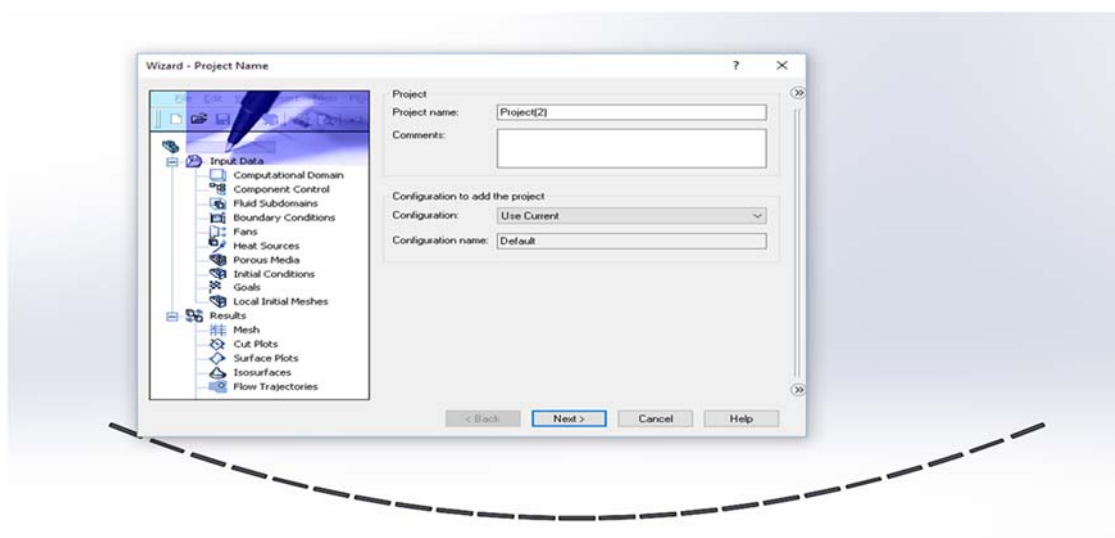 Wizard - Project Name
? ×
Project
Project name: Project(2)
Comments:
Input Data
Computational Domain
Component Control
Fluid Subdomains
Boundary Conditions
Fans
Heat Sources
Porous Media
Initial Conditions
Goals
Local Initial Meshes
Results
Mesh
Cut Plots
Surface Plots
Isosurfaces
Flow Trajectories
Configuration to add the project
Configuration: Use Current
Configuration name: Default
< Back Next > Cancel Help